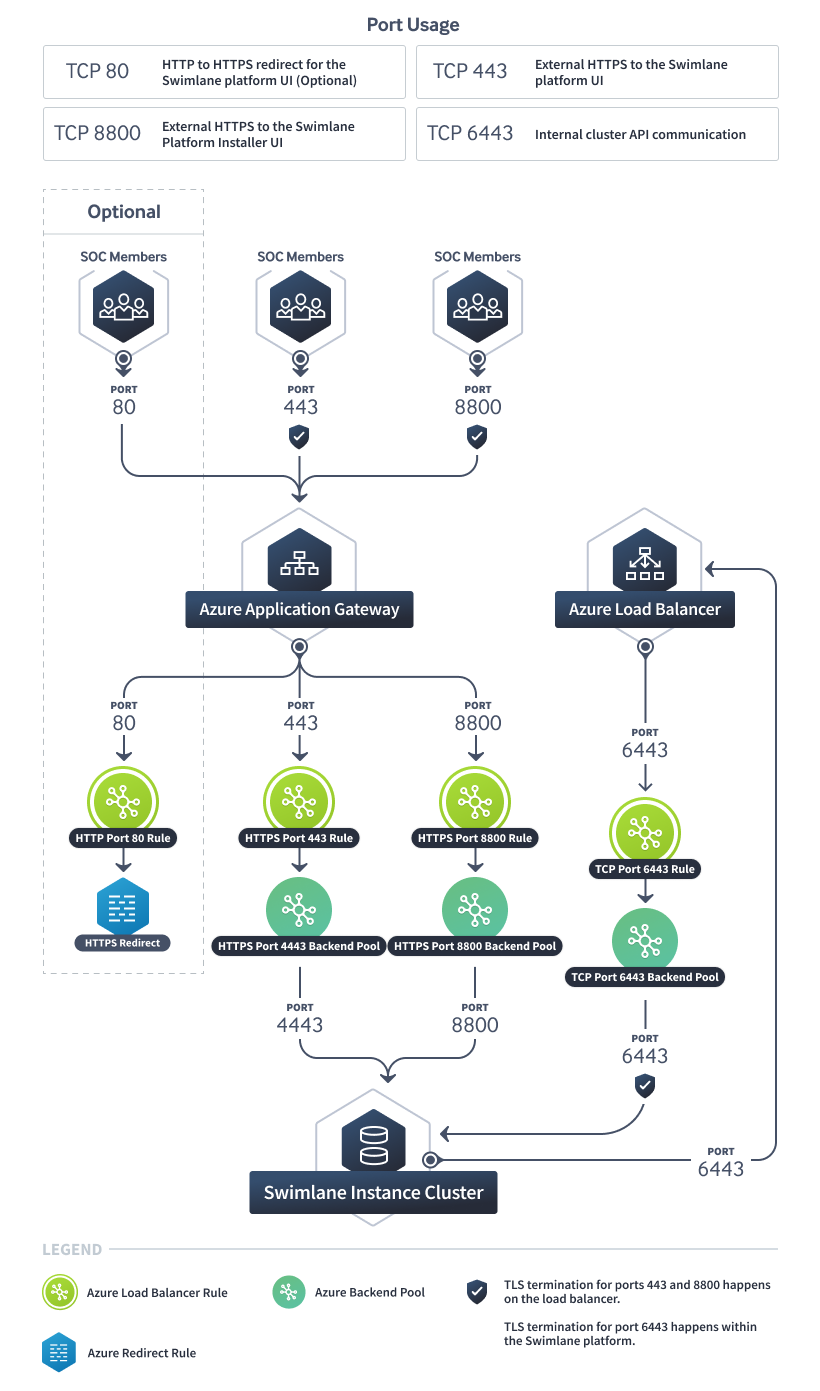 Port Usage
TCP 80
HTTP to HTTPS redirect for the
Swimlane platform UI (Optional)
TCP 443
External HTTPS to the Swimlane
platform UI
TCP 8800
External HTTPS to the Swimlane
Platform Installer UI
TCP 6443
Internal cluster API communication
Optional
SOC Members
SOC Members
SOC Members
PORT
80
PORT
443
PORT
8800
Azure Application Gateway
Azure Load Balancer
PORT
80
PORT
443
PORT
8800
PORT
6443
HTTP Port 80 Rule
HTTPS Port 443 Rule
HTTPS Port 8800 Rule
TCP Port 6443 Rule
HTTPS Redirect
HTTPS Port 4443 Backend Pool
HTTPS Port 8800 Backend Pool
TCP Port 6443 Backend Pool
PORT
4443
PORT
8800
PORT
6443
PORT
6443
Swimlane Instance Cluster
LEGEND
Azure Load Balancer Rule
Azure Backend Pool
TLS termination for ports 443 and 8800 happens
on the load balancer.
TLS termination for port 6443 happens within
the Swimlane platform.
Azure Redirect Rule